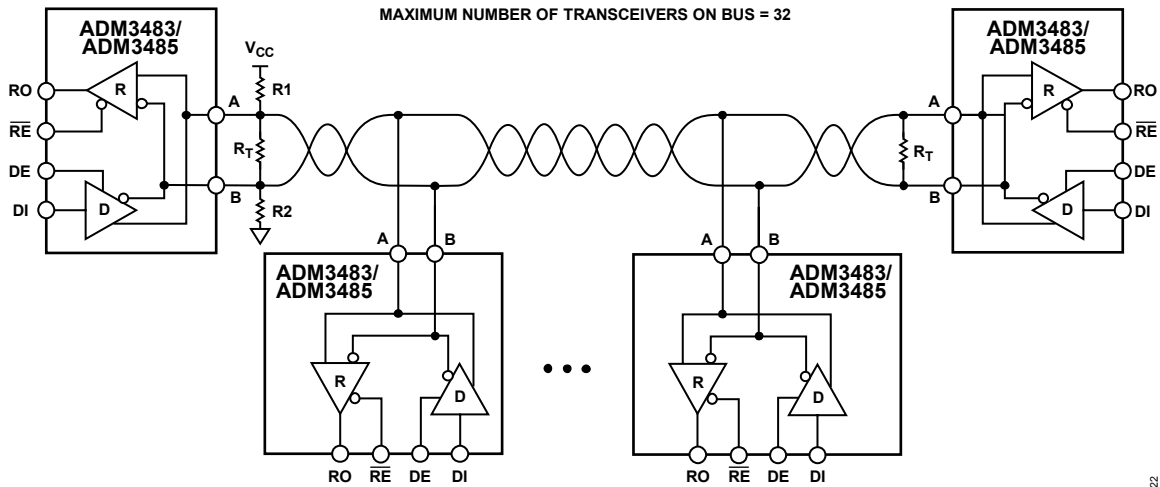 MAXIMUM NUMBER OF TRANSCEIVERS ON BUS = 32
ADM3483/
ADM3485
RO
RE
DE
DI
R
D
A
B
VCC
R1
RT
R2
A
B
RT
ADM3483/
ADM3485
R
D
RO
RE
DE
DI
A
B
ADM3483/
ADM3485
R
D
RO
RE
DE
DI
A
B
ADM3483/
ADM3485
R
D
RO
RE
DE
DI
22